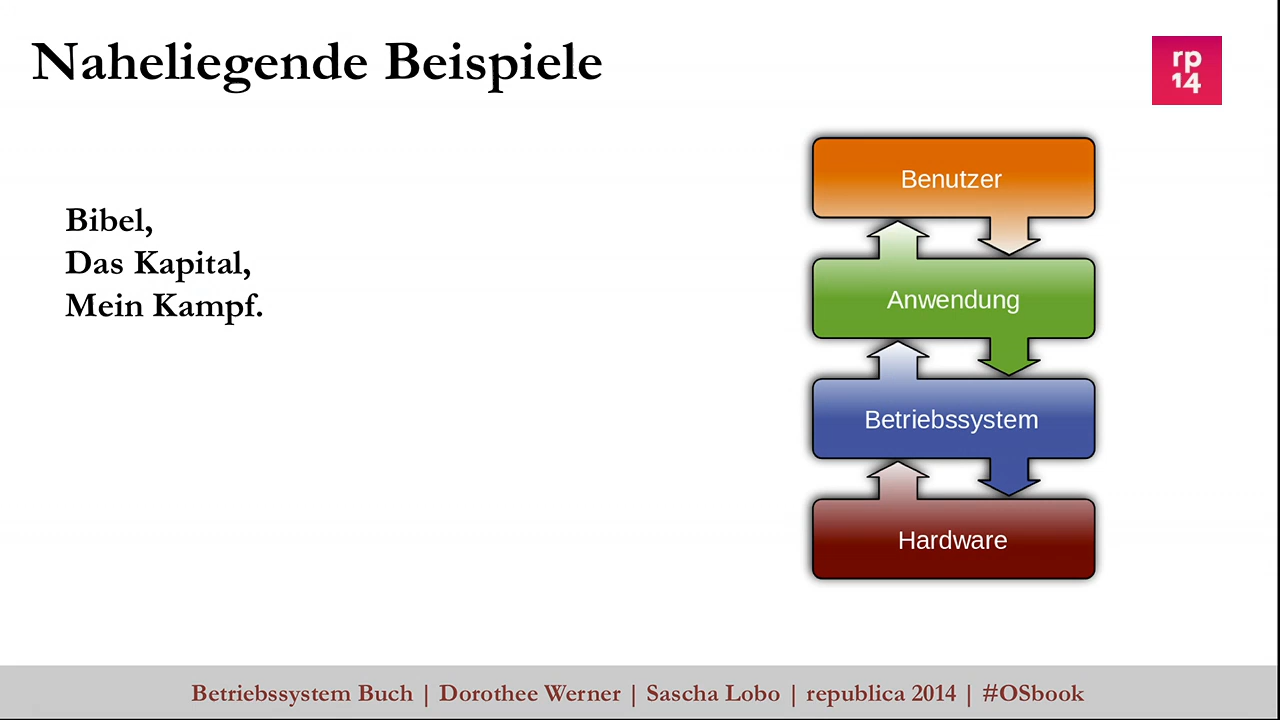 Naheliegende Beispiele
rp
14
Bibel,
Das Kapital,
Mein Kampf.
Benutzer
Anwendung
Betriebssystem
Hardware
Betriebssystem Buch | Dorothee Werner | Sascha Lobo | republica 2014 | #OSbook